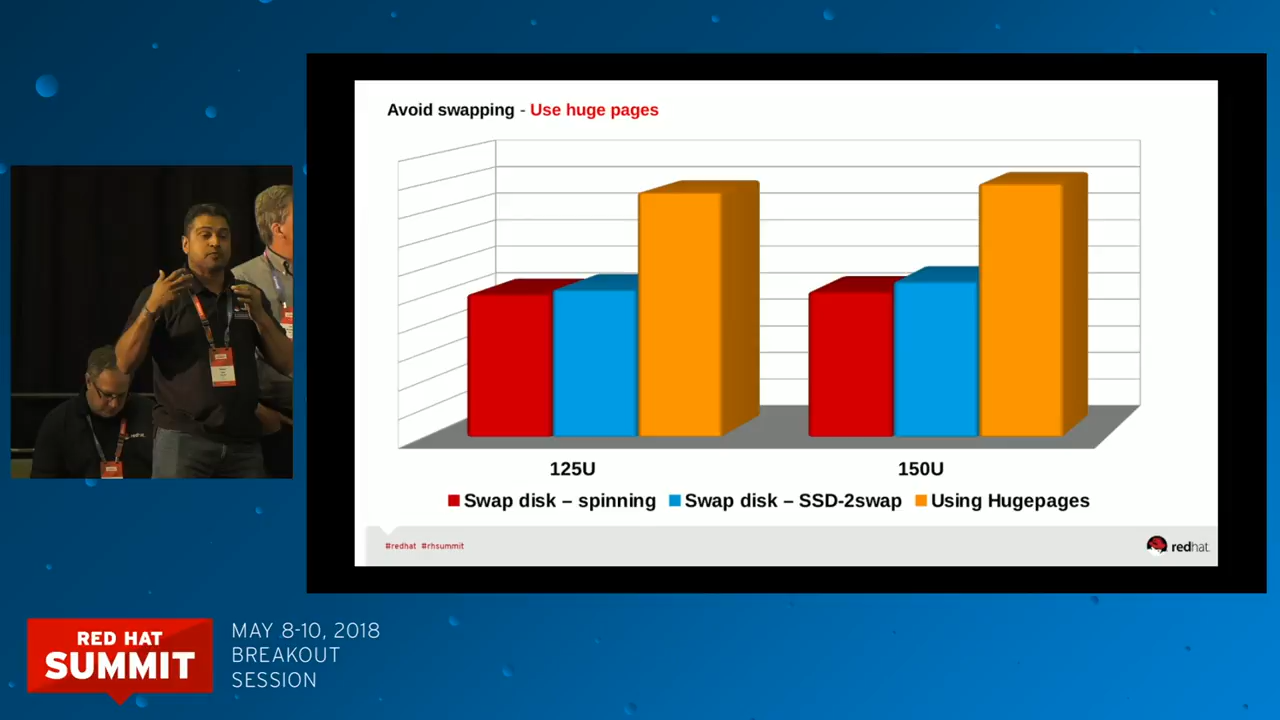 Avoid swapping - Use huge pages
125U
150U
Swap disk – spinning
Swap disk – SSD-2swap
Using Hugepages
#redhat #rhsummit
redhat.
RED HAT
SUMMIT
MAY 8-10, 2018
BREAKOUT
SESSION